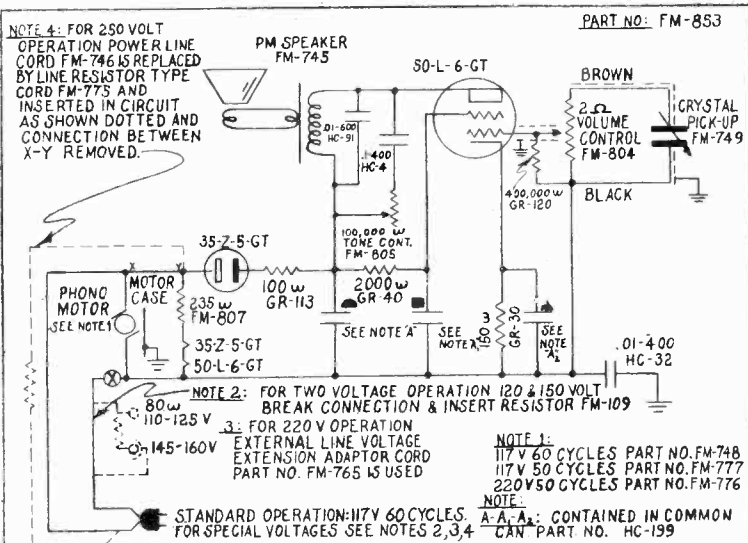 PART NO: FM-853
NOTE 4: FOR 250 VOLT
OPERATION POWER LINE
CORD FM-746 IS REPLACED
BY LINE RESISTOR TYPE
CORD FM-775 AND
INSERTED IN CIRCUIT
AS SHOWN DOTTED AND
CONNECTION BETWEEN
X-Y REMOVED.
PM SPEAKER
FM-745
50-L-6-GT
BROWN
.01-600
HC-91
.1 400
HC-4
2Ω
VOLUME
CONTROL
FM-804
CRYSTAL
PICK-UP
FM-749
400,000 ω
GR-120
BLACK
100,000 ω
TONE CONT.
FM-805
35-Z-5-GT
X
Y
PHONO
MOTOR
SEE NOTE 1
MOTOR
CASE
235 ω
FM-807
100 ω
GR-113
2000 ω
GR-40
35-Z-5-GT
50-L-6-GT
SEE NOTE "A"
SEE
NOTE "A,"
150 ω
GR-30
SEE
NOTE
"A2"
.01-400
HC-32
NOTE 2: FOR TWO VOLTAGE OPERATION 120 & 150 VOLT
BREAK CONNECTION & INSERT RESISTOR FM-109
80 ω
110-125 V
145-160V
3: FOR 220 V OPERATION
EXTERNAL LINE VOLTAGE
EXTENSION ADAPTOR CORD
PART NO. FM-765 IS USED
NOTE 1:
117 V 60 CYCLES PART NO. FM-748
117 V 50 CYCLES PART NO. FM-777
220 V 50 CYCLES PART NO. FM-776
STANDARD OPERATION: 117V 60 CYCLES.
FOR SPECIAL VOLTAGES SEE NOTES 2,3,4
NOTE:
A-A1-A2: CONTAINED IN COMMON
CAN PART NO. HC-199